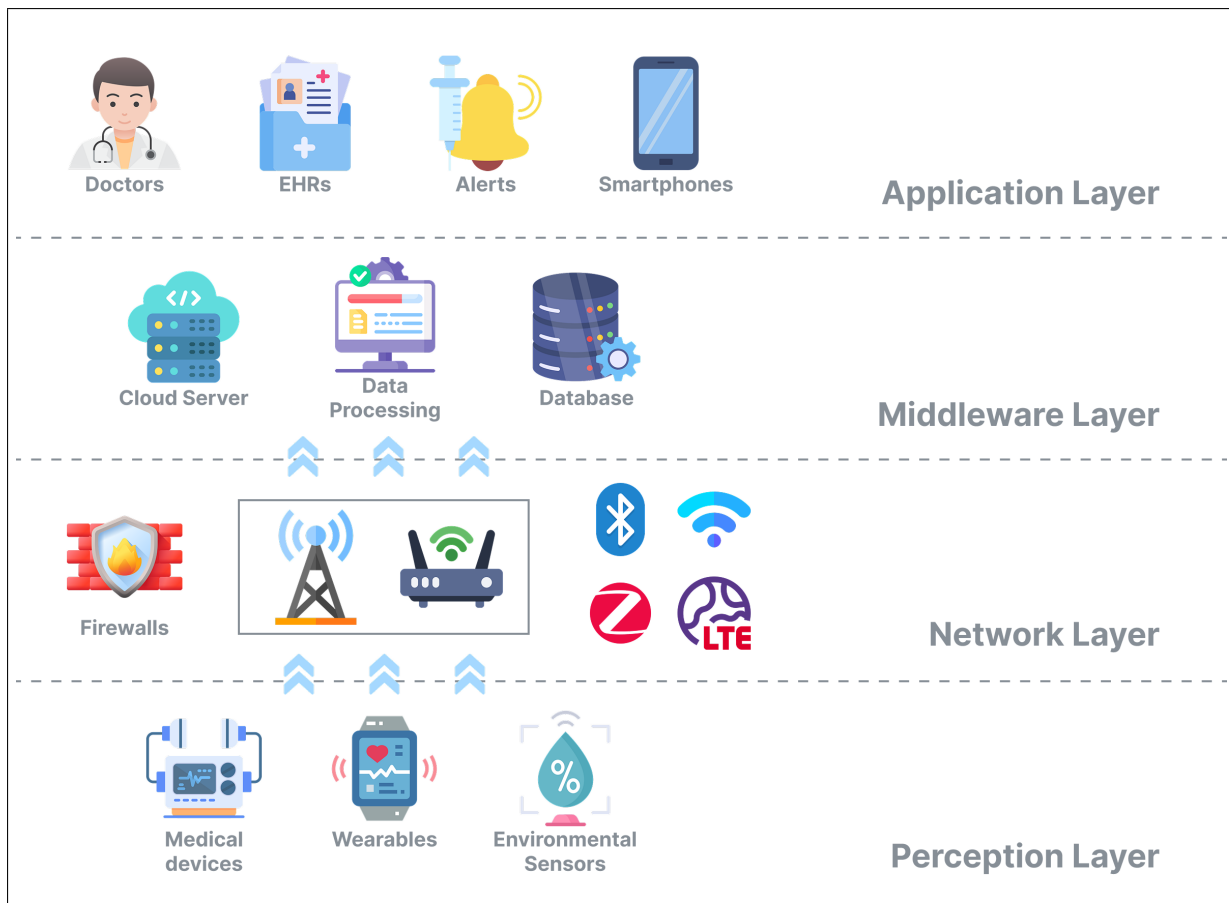 Doctors
EHRs
Alerts
Smartphones
Application Layer
</>
Cloud Server
Data
Processing
Database
Middleware Layer
Firewalls
LTE
Network Layer
%
Medical
devices
Wearables
Environmental
Sensors
Perception Layer